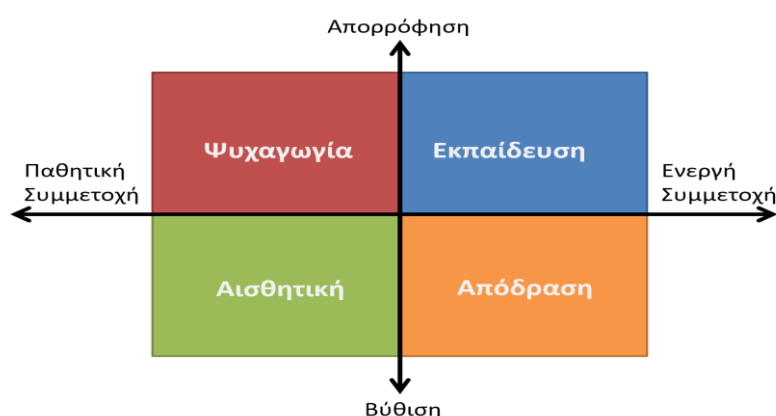 Απορρόφηση
Ψυχαγωγία
Εκπαίδευση
Παθητική
Συμμετοχή
Ενεργή
Συμμετοχή
Αισθητική
Απόδραση
Βύθιση